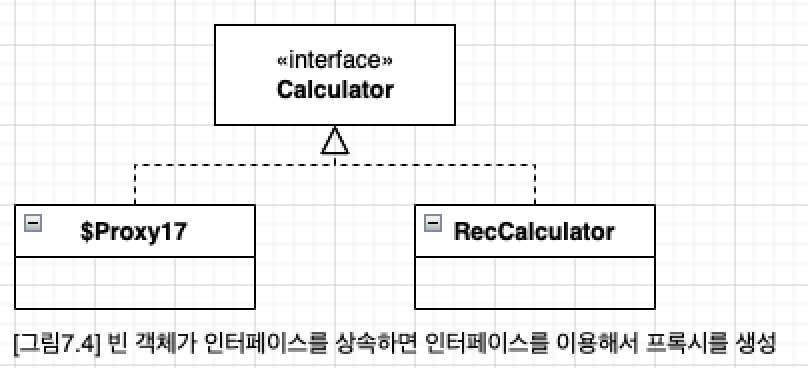 «interface»
Calculator
$Proxy17
RecCalculator
[그림7.4] 빈 객체가 인터페이스를 상속하면 인터페이스를 이용해서 프록시를 생성